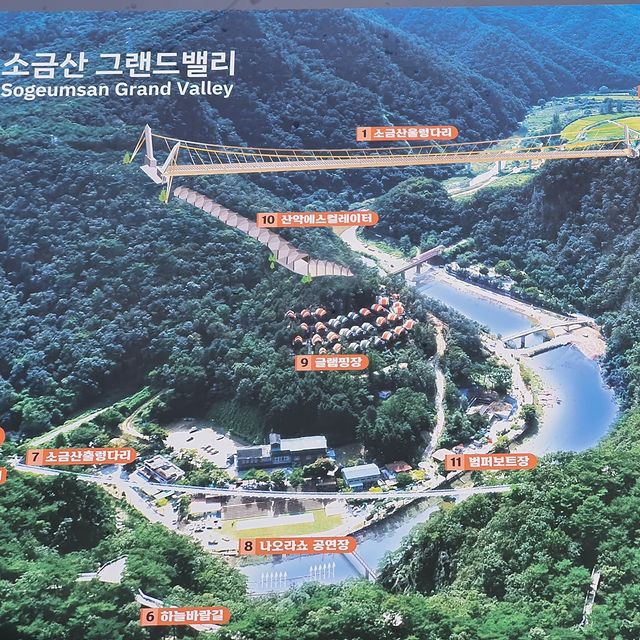 소금산 그랜드밸리
Sogeumsan Grand Valley
1 소금산울렁다리
10 산악에스컬레이터
9 글램핑장
7 소금산출렁다리
11 범퍼보트장
8 나오라쇼 공연장
6 하늘바람길